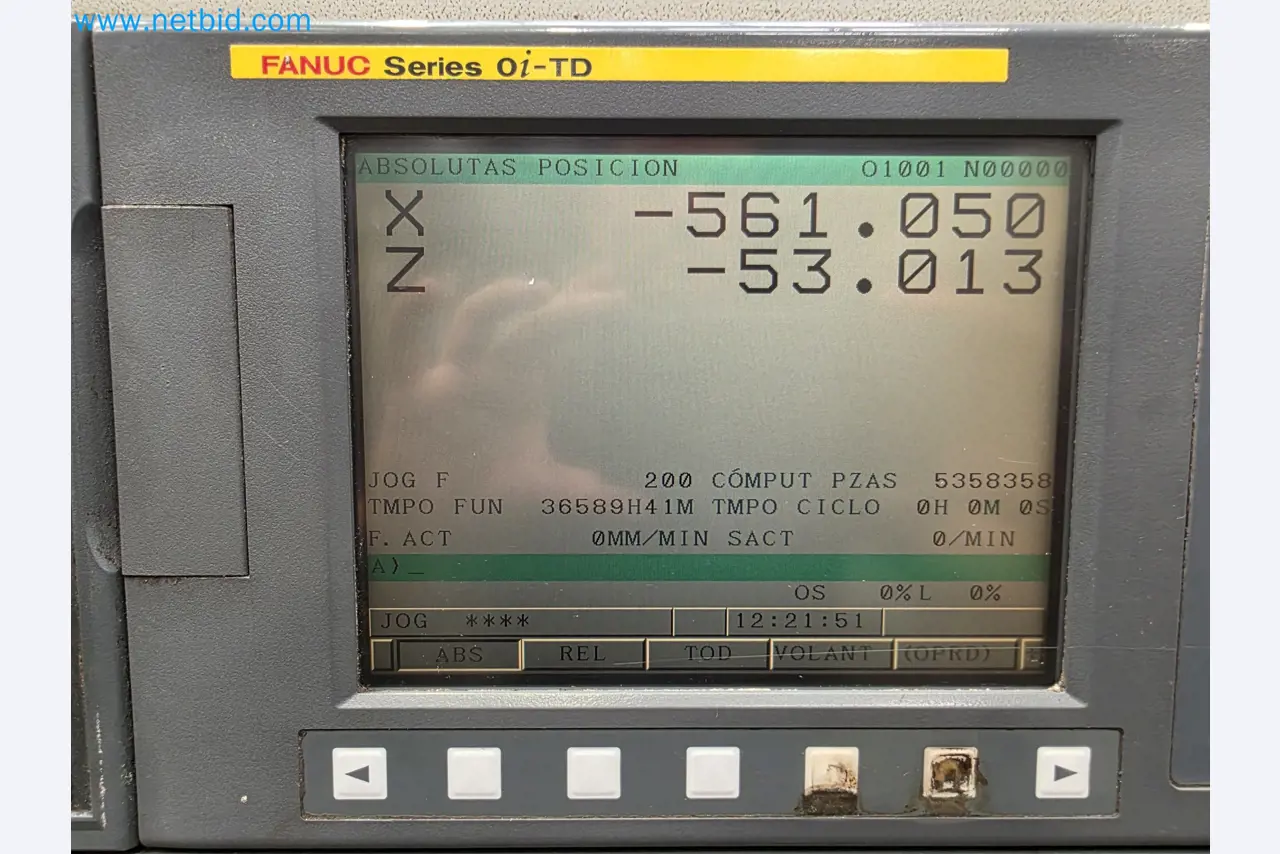 www.netbid.com
FANUC Series 0i-TD
ABSOLUTAS POSICION O1001 N00000
X -561.050
Z -53.013
JOG F 200 CÓMPUT PZAS 5358358
TMPO FUN 36589H41M TMPO CICLO 0H 0M 0S
F. ACT 0MM/MIN SACT 0/MIN
A)_
OS 0% L 0%
JOG **** 12:21:51
ABS REL TOD VOLANT (OPRD)